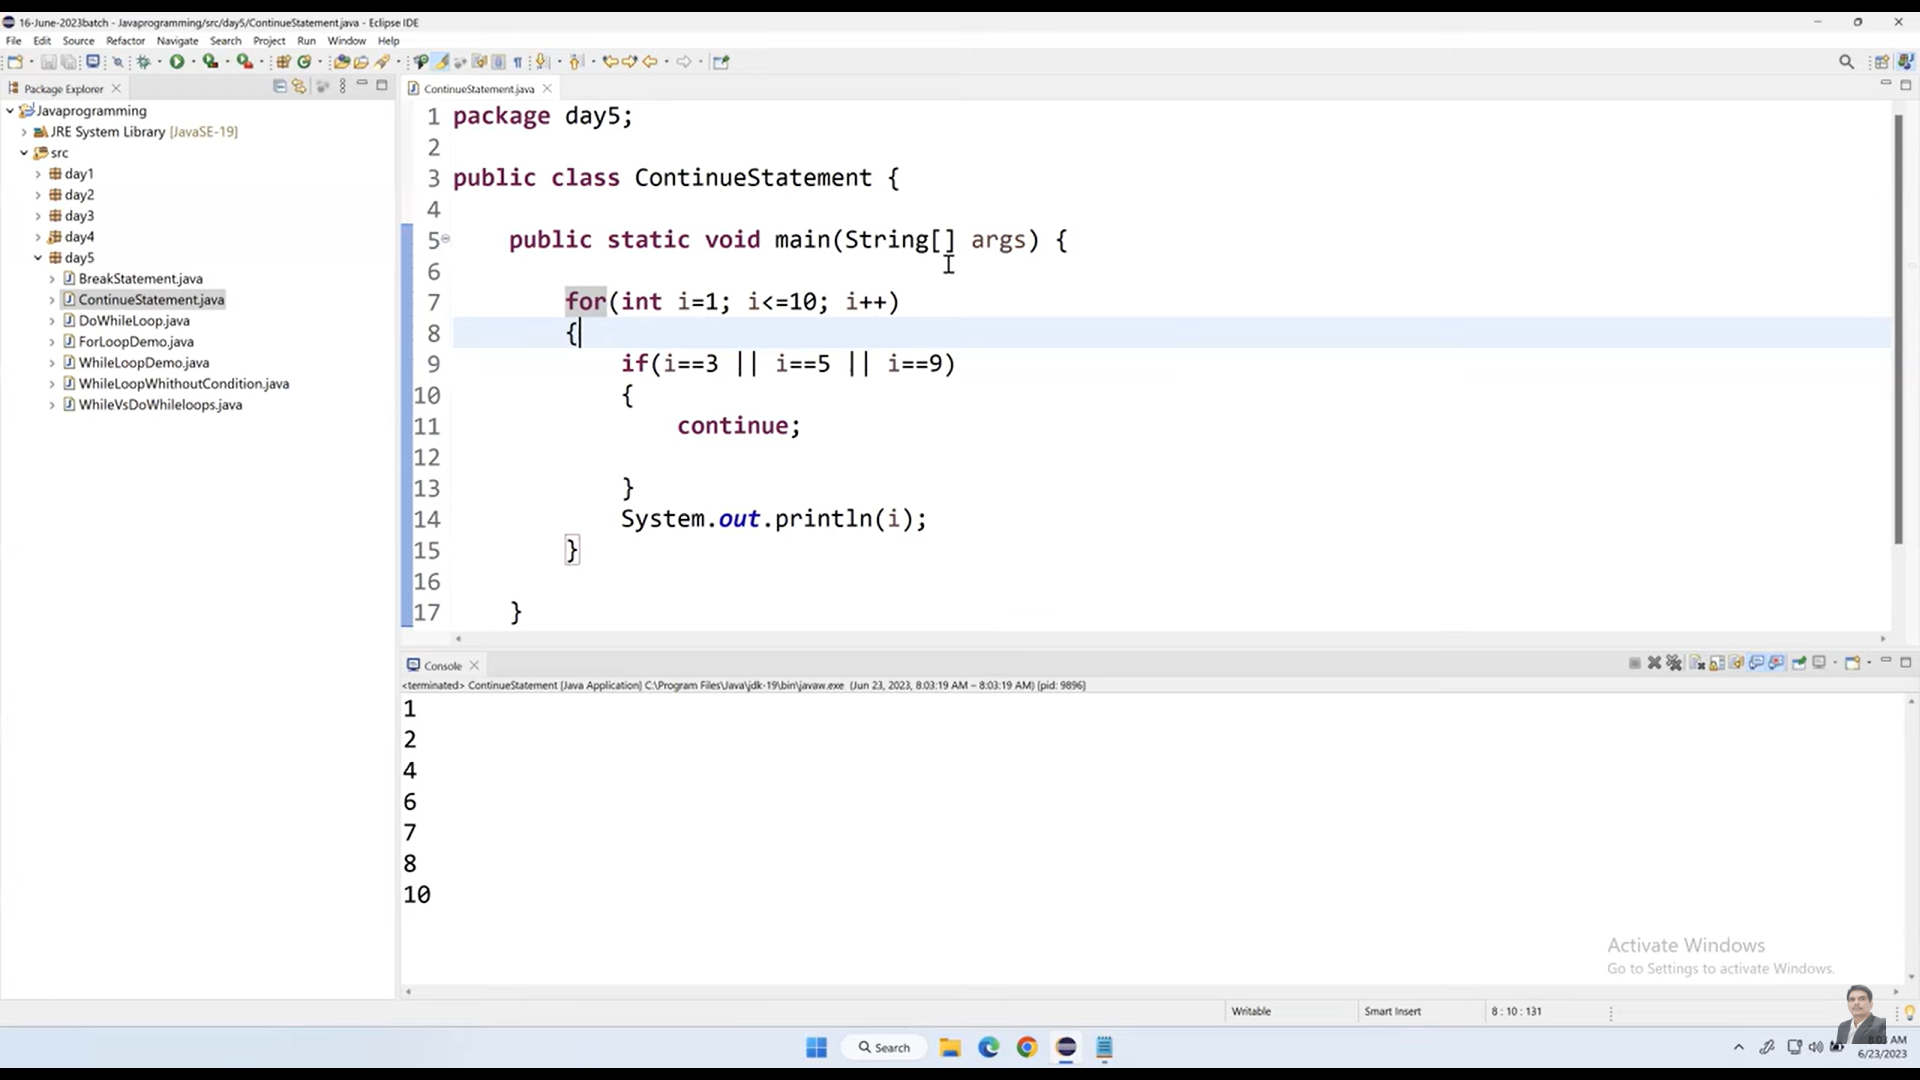 16-June-2023batch - Javaprogramming/src/day5/ContinueStatement.java - Eclipse IDE
File Edit Source Refactor Navigate Search Project Run Window Help
Package Explorer
Javaprogramming
JRE System Library [JavaSE-19]
src
day1
day2
day3
day4
day5
BreakStatement.java
ContinueStatement.java
DoWhileLoop.java
ForLoopDemo.java
WhileLoopDemo.java
WhileLoopWhithoutCondition.java
WhileVsDoWhileloops.java
ContinueStatement.java
1 package day5;
2
3 public class ContinueStatement {
4
5 public static void main(String[] args) {
6
7 for(int i=1; i<=10; i++)
8 {
9 if(i==3 || i==5 || i==9)
10 {
11 continue;
12
13 }
14 System.out.println(i);
15 }
16
17 }
Console
<terminated> ContinueStatement [Java Application] C:\Program Files\Java\jdk-19\bin\javaw.exe (Jun 23, 2023, 8:03:19 AM – 8:03:19 AM) [pid: 9896]
1
2
4
6
7
8
10
Activate Windows
Go to Settings to activate Windows.
Writable Smart Insert 8 : 10 : 131
Search
8:03 AM
6/23/2023